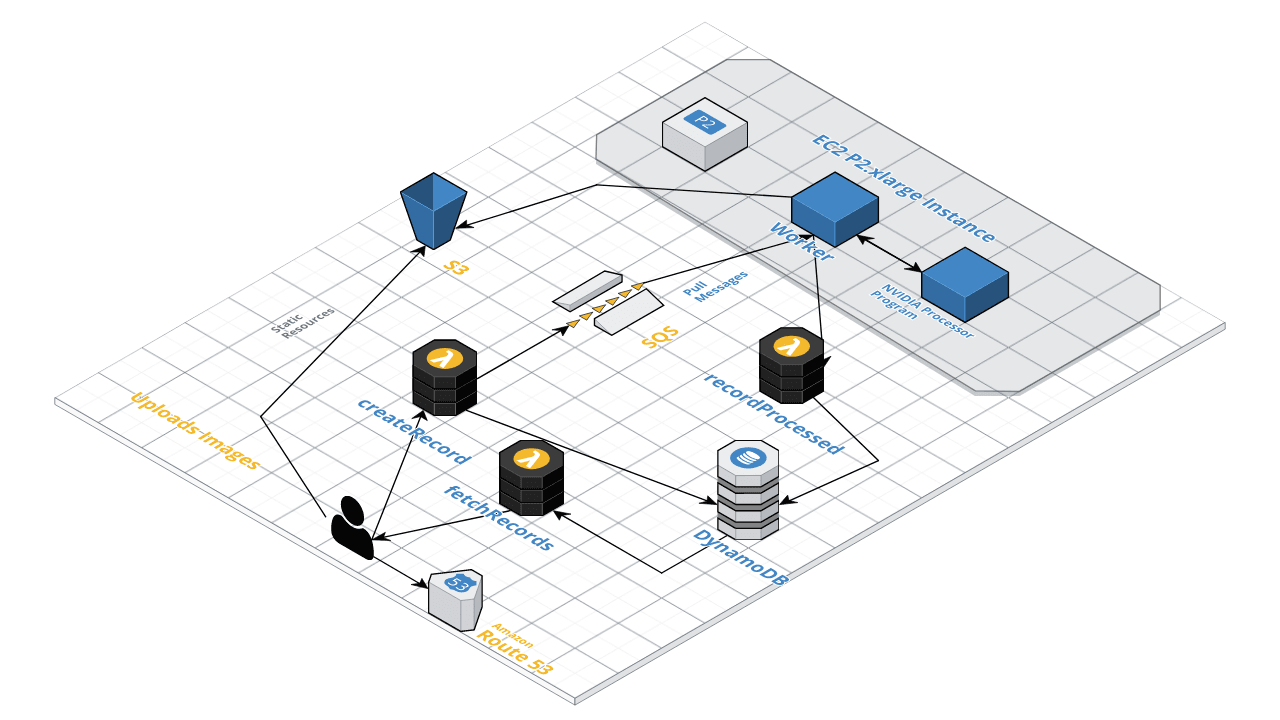 P2
EC2 P2.xlarge Instance
Worker
NVIDIA Processor
Program
S3
Pull
Messages
SQS
Static
Resources
Uploads Images
createRecord
recordProcessed
fetchRecords
DynamoDB
53
Amazon
Route 53